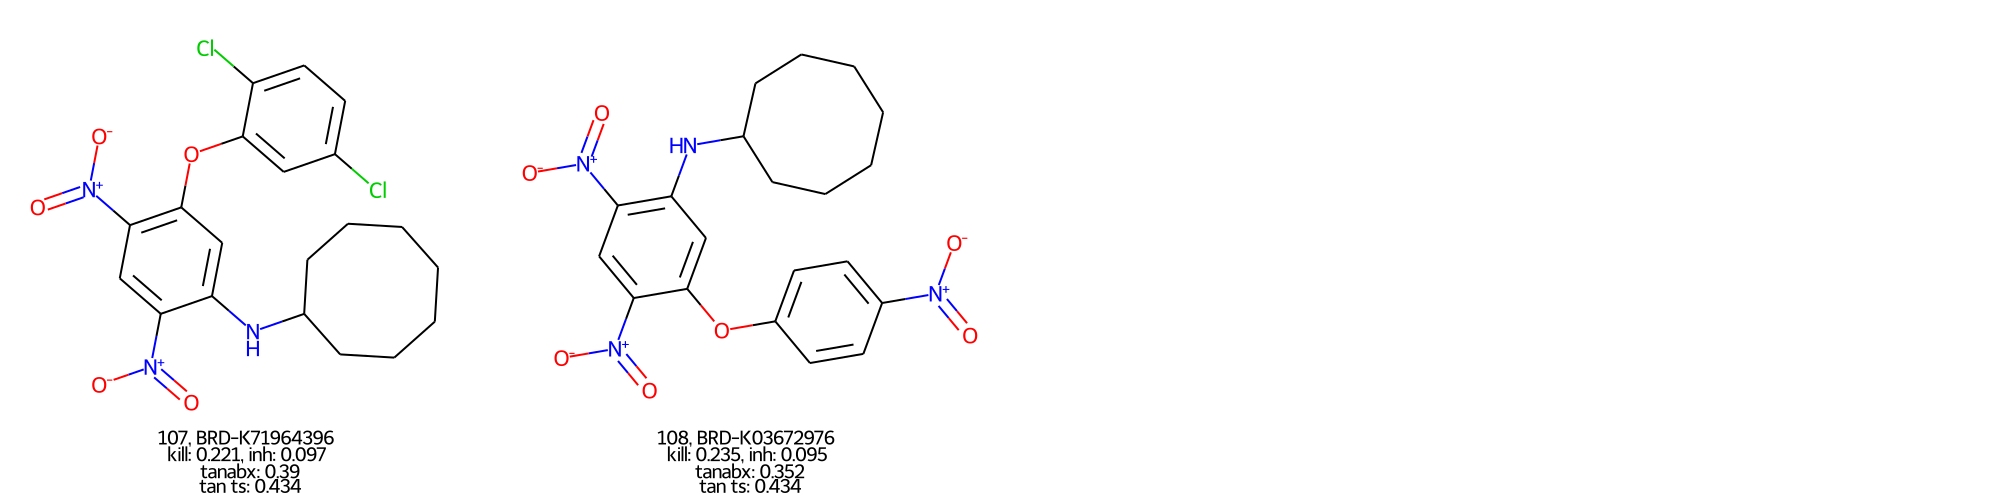 Cl
O⁻
O
N⁺
O
Cl
N
H
N⁺
O⁻
O
107, BRD-K71964396
kill: 0.221, inh: 0.097
tanabx: 0.39
tan ts: 0.434
O
HN
N⁺
O⁻
O⁻
N⁺
O
O
N⁺
O⁻
O
108, BRD-K03672976
kill: 0.235, inh: 0.095
tanabx: 0.352
tan ts: 0.434